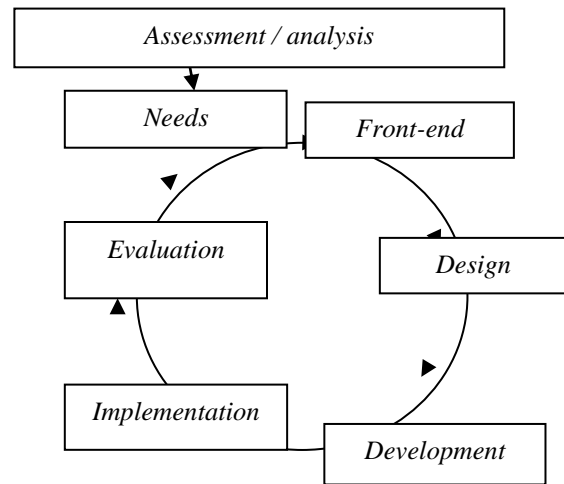 Assessment / analysis
Needs
Front-end
Evaluation
Design
Implementation
Development